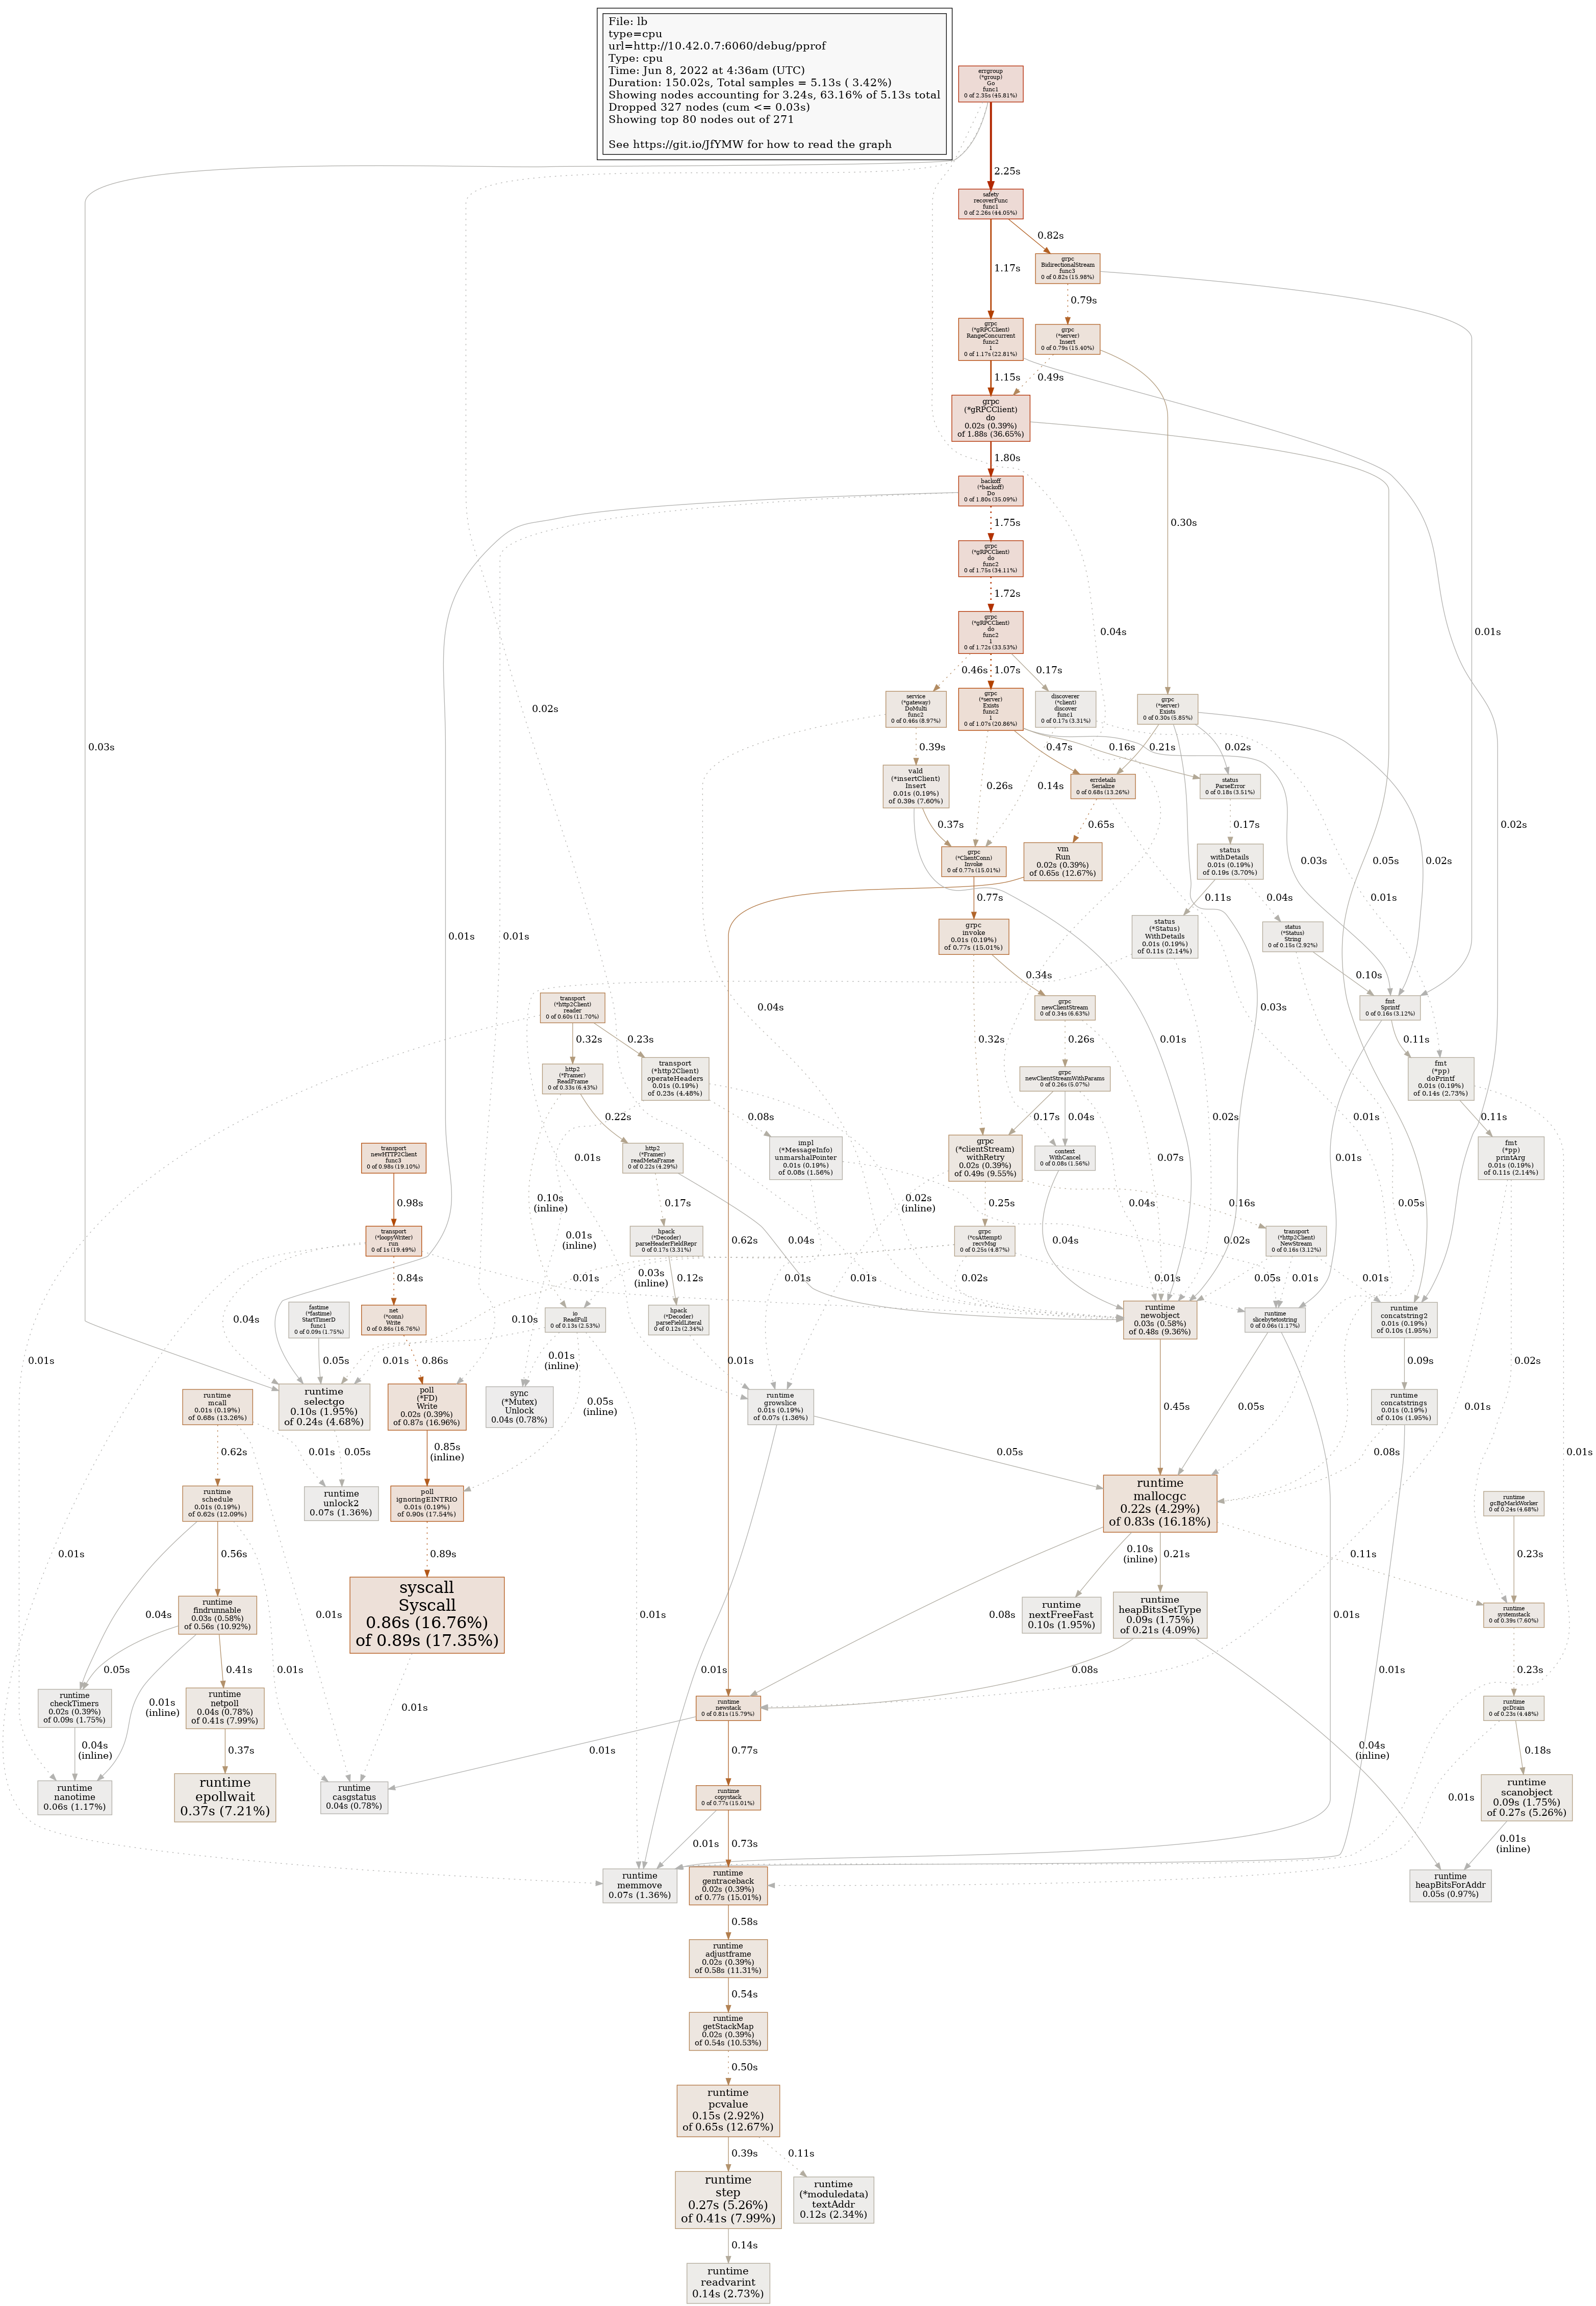 File: lb
type=cpu
url=http://10.42.0.7:6060/debug/pprof
Type: cpu
Time: Jun 8, 2022 at 4:36am (UTC)
Duration: 150.02s, Total samples = 5.13s ( 3.42%)
Showing nodes accounting for 3.24s, 63.16% of 5.13s total
Dropped 327 nodes (cum <= 0.03s)
Showing top 80 nodes out of 271
See https://git.io/JfYMW for how to read the graph
errgroup
(*group)
Go
func1
0 of 2.35s (45.81%)
2.25s
safety
recoverFunc
func1
0 of 2.26s (44.05%)
0.82s
grpc
BidirectionalStream
func3
0 of 0.82s (15.98%)
1.17s
0.79s
grpc
(*gRPCClient)
RangeConcurrent
func2
1
0 of 1.17s (22.81%)
grpc
(*server)
Insert
0 of 0.79s (15.40%)
1.15s
0.49s
grpc
(*gRPCClient)
do
0.02s (0.39%)
of 1.88s (36.65%)
1.80s
backoff
(*backoff)
Do
0 of 1.80s (35.09%)
1.75s
0.30s
grpc
(*gRPCClient)
do
func2
0 of 1.75s (34.11%)
1.72s
grpc
(*gRPCClient)
do
func2
1
0 of 1.72s (33.53%)
0.04s
0.01s
0.46s
1.07s
0.17s
service
(*gateway)
DoMulti
func2
0 of 0.46s (8.97%)
grpc
(*server)
Exists
func2
1
0 of 1.07s (20.86%)
discoverer
(*client)
discover
func1
0 of 0.17s (3.31%)
grpc
(*server)
Exists
0 of 0.30s (5.85%)
0.02s
0.03s
0.39s
0.47s
0.16s
0.21s
0.02s
vald
(*insertClient)
Insert
0.01s (0.19%)
of 0.39s (7.60%)
0.26s
0.14s
errdetails
Serialize
0 of 0.68s (13.26%)
status
ParseError
0 of 0.18s (3.51%)
0.37s
0.65s
0.17s
0.02s
grpc
(*ClientConn)
Invoke
0 of 0.77s (15.01%)
vm
Run
0.02s (0.39%)
of 0.65s (12.67%)
status
withDetails
0.01s (0.19%)
of 0.19s (3.70%)
0.03s
0.05s
0.02s
0.77s
0.11s
0.04s
0.01s
grpc
invoke
0.01s (0.19%)
of 0.77s (15.01%)
status
(*Status)
WithDetails
0.01s (0.19%)
of 0.11s (2.14%)
status
(*Status)
String
0 of 0.15s (2.92%)
0.01s
0.01s
0.34s
0.10s
transport
(*http2Client)
reader
0 of 0.60s (11.70%)
grpc
newClientStream
0 of 0.34s (6.63%)
fmt
Sprintf
0 of 0.16s (3.12%)
0.04s
0.03s
0.32s
0.23s
0.32s
0.26s
0.01s
0.11s
http2
(*Framer)
ReadFrame
0 of 0.33s (6.43%)
transport
(*http2Client)
operateHeaders
0.01s (0.19%)
of 0.23s (4.48%)
grpc
newClientStreamWithParams
0 of 0.26s (5.07%)
fmt
(*pp)
doPrintf
0.01s (0.19%)
of 0.14s (2.73%)
0.22s
0.08s
0.17s
0.04s
0.02s
0.01s
0.11s
transport
newHTTP2Client
func3
0 of 0.98s (19.10%)
http2
(*Framer)
readMetaFrame
0 of 0.22s (4.29%)
impl
(*MessageInfo)
unmarshalPointer
0.01s (0.19%)
of 0.08s (1.56%)
grpc
(*clientStream)
withRetry
0.02s (0.39%)
of 0.49s (9.55%)
context
WithCancel
0 of 0.08s (1.56%)
fmt
(*pp)
printArg
0.01s (0.19%)
of 0.11s (2.14%)
0.01s
0.07s
0.01s
0.98s
0.10s
(inline)
0.17s
0.02s
(inline)
0.25s
0.04s
0.16s
0.05s
transport
(*loopyWriter)
run
0 of 1s (19.49%)
0.01s
(inline)
hpack
(*Decoder)
parseHeaderFieldRepr
0 of 0.17s (3.31%)
0.62s
0.04s
grpc
(*csAttempt)
recvMsg
0 of 0.25s (4.87%)
0.04s
0.02s
transport
(*http2Client)
NewStream
0 of 0.16s (3.12%)
0.84s
0.01s
0.03s
(inline)
0.12s
0.01s
0.01s
0.02s
0.01s
0.05s
0.01s
0.01s
fastime
(*fastime)
StartTimerD
func1
0 of 0.09s (1.75%)
0.04s
net
(*conn)
Write
0 of 0.86s (16.76%)
0.10s
io
ReadFull
0 of 0.13s (2.53%)
hpack
(*Decoder)
parseFieldLiteral
0 of 0.12s (2.34%)
runtime
newobject
0.03s (0.58%)
of 0.48s (9.36%)
runtime
slicebytetostring
0 of 0.06s (1.17%)
runtime
concatstring2
0.01s (0.19%)
of 0.10s (1.95%)
0.01s
0.05s
0.01s
0.86s
0.01s
(inline)
0.01s
0.09s
0.02s
runtime
mcall
0.01s (0.19%)
of 0.68s (13.26%)
runtime
selectgo
0.10s (1.95%)
of 0.24s (4.68%)
poll
(*FD)
Write
0.02s (0.39%)
of 0.87s (16.96%)
sync
(*Mutex)
Unlock
0.04s (0.78%)
0.05s
(inline)
runtime
growslice
0.01s (0.19%)
of 0.07s (1.36%)
0.45s
0.05s
runtime
concatstrings
0.01s (0.19%)
of 0.10s (1.95%)
0.01s
0.62s
0.01s
0.05s
0.85s
(inline)
0.05s
0.08s
0.01s
runtime
schedule
0.01s (0.19%)
of 0.62s (12.09%)
runtime
unlock2
0.07s (1.36%)
poll
ignoringEINTRIO
0.01s (0.19%)
of 0.90s (17.54%)
runtime
mallocgc
0.22s (4.29%)
of 0.83s (16.18%)
runtime
gcBgMarkWorker
0 of 0.24s (4.68%)
0.01s
0.56s
0.89s
0.10s
(inline)
0.21s
0.11s
0.23s
0.04s
runtime
findrunnable
0.03s (0.58%)
of 0.56s (10.92%)
0.01s
syscall
Syscall
0.86s (16.76%)
of 0.89s (17.35%)
0.01s
0.08s
runtime
nextFreeFast
0.10s (1.95%)
runtime
heapBitsSetType
0.09s (1.75%)
of 0.21s (4.09%)
0.01s
runtime
systemstack
0 of 0.39s (7.60%)
0.05s
0.41s
0.01s
0.01s
0.08s
0.01s
0.23s
runtime
checkTimers
0.02s (0.39%)
of 0.09s (1.75%)
0.01s
(inline)
runtime
netpoll
0.04s (0.78%)
of 0.41s (7.99%)
0.01s
runtime
newstack
0 of 0.81s (15.79%)
runtime
gcDrain
0 of 0.23s (4.48%)
0.04s
(inline)
0.37s
0.01s
0.77s
0.04s
(inline)
0.18s
runtime
nanotime
0.06s (1.17%)
runtime
epollwait
0.37s (7.21%)
runtime
casgstatus
0.04s (0.78%)
runtime
copystack
0 of 0.77s (15.01%)
0.01s
runtime
scanobject
0.09s (1.75%)
of 0.27s (5.26%)
0.01s
0.73s
0.01s
(inline)
runtime
memmove
0.07s (1.36%)
runtime
gentraceback
0.02s (0.39%)
of 0.77s (15.01%)
runtime
heapBitsForAddr
0.05s (0.97%)
0.58s
runtime
adjustframe
0.02s (0.39%)
of 0.58s (11.31%)
0.54s
runtime
getStackMap
0.02s (0.39%)
of 0.54s (10.53%)
0.50s
runtime
pcvalue
0.15s (2.92%)
of 0.65s (12.67%)
0.39s
0.11s
runtime
step
0.27s (5.26%)
of 0.41s (7.99%)
runtime
(*moduledata)
textAddr
0.12s (2.34%)
0.14s
runtime
readvarint
0.14s (2.73%)